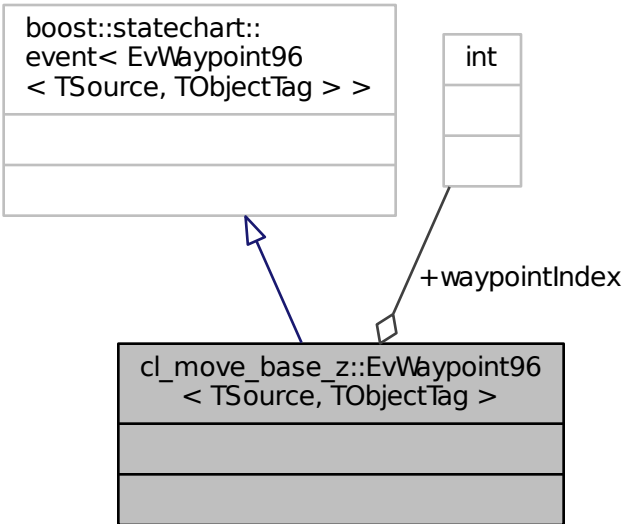 boost::statechart::
event< EvWaypoint96
< TSource, TObjectTag > >
int
+waypointIndex
cl_move_base_z::EvWaypoint96
< TSource, TObjectTag >